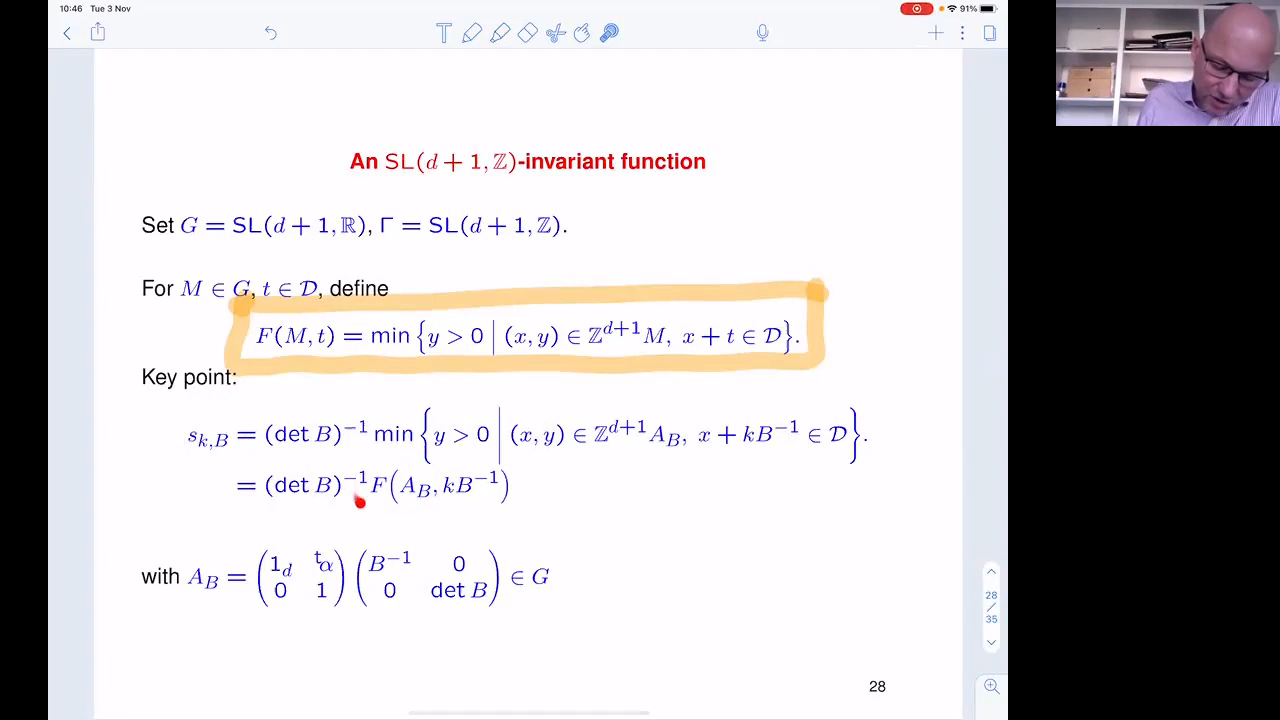 10:46 Tue 3 Nov
91%
An SL(d + 1, ℤ)-invariant function
Set G = SL(d + 1, ℝ), Γ = SL(d + 1, ℤ).
For M ∈ G, t ∈ 𝒟, define
F(M, t) = min{y > 0 | (x, y) ∈ ℤ^{d+1}M, x + t ∈ 𝒟}.
Key point:
s_{k,B} = (det B)^{-1} min{y > 0 | (x, y) ∈ ℤ^{d+1}A_B, x + kB^{-1} ∈ 𝒟}.
= (det B)^{-1}F(A_B, kB^{-1})
with A_B = (1_d ^tα; 0 1)(B^{-1} 0; 0 det B) ∈ G
28
/
35
28